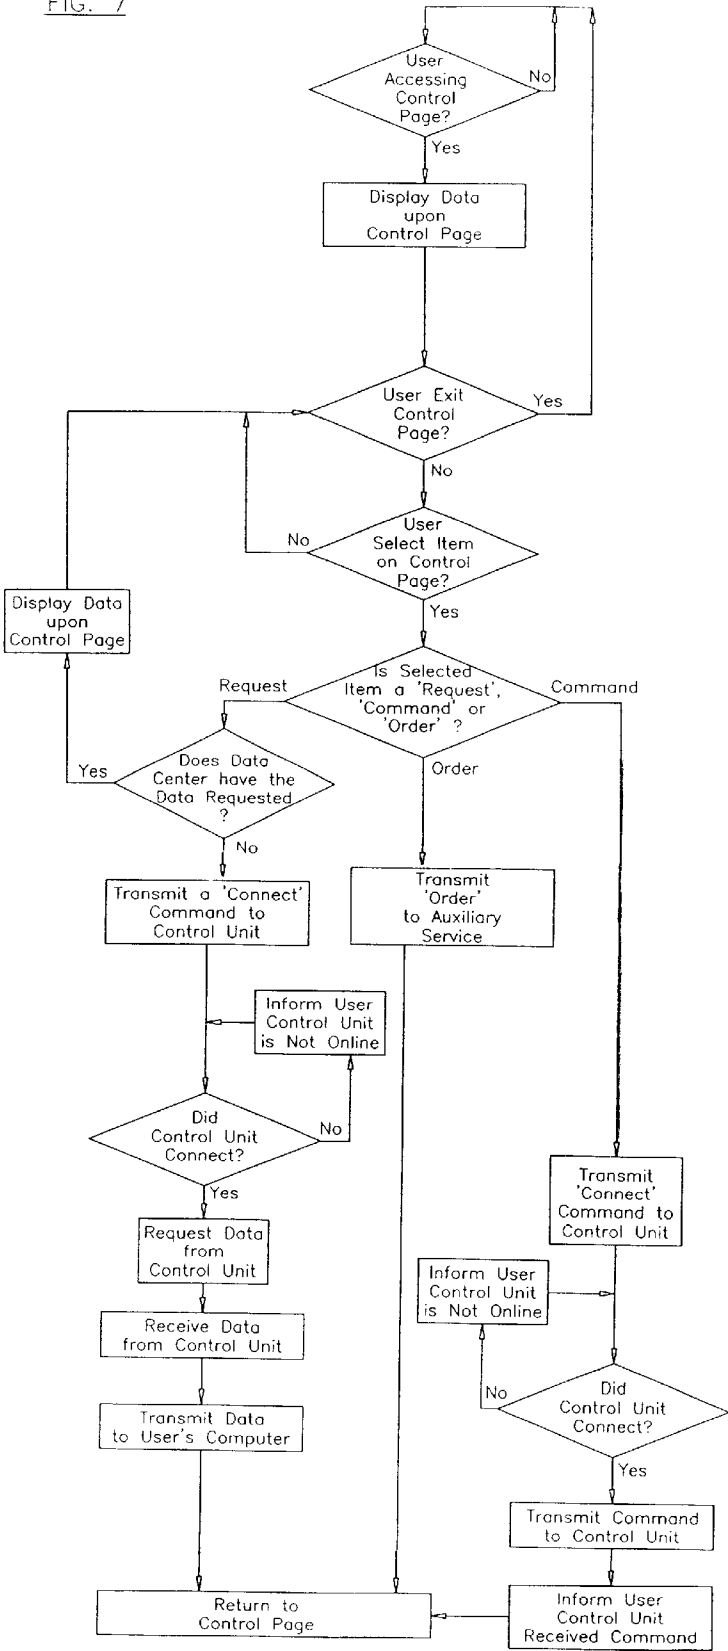 FIG. 7
User
Accessing
Control
Page?
No
Yes
Display Data
upon
Control Page
User Exit
Control
Page?
Yes
No
User
Select Item
on Control
Page?
No
Yes
Display Data
upon
Control Page
Is Selected
Item a 'Request',
'Command' or
'Order' ?
Request
Command
Order
Does Data
Center have the
Data Requested
?
Yes
No
Transmit a 'Connect'
Command to
Control Unit
Transmit
'Order'
to Auxiliary
Service
Inform User
Control Unit
is Not Online
Did
Control Unit
Connect?
No
Yes
Request Data
from
Control Unit
Receive Data
from Control Unit
Transmit Data
to User's Computer
Transmit
'Connect'
Command to
Control Unit
Inform User
Control Unit
is Not Online
Did
Control Unit
Connect?
No
Yes
Transmit Command
to Control Unit
Inform User
Control Unit
Received Command
Return to
Control Page